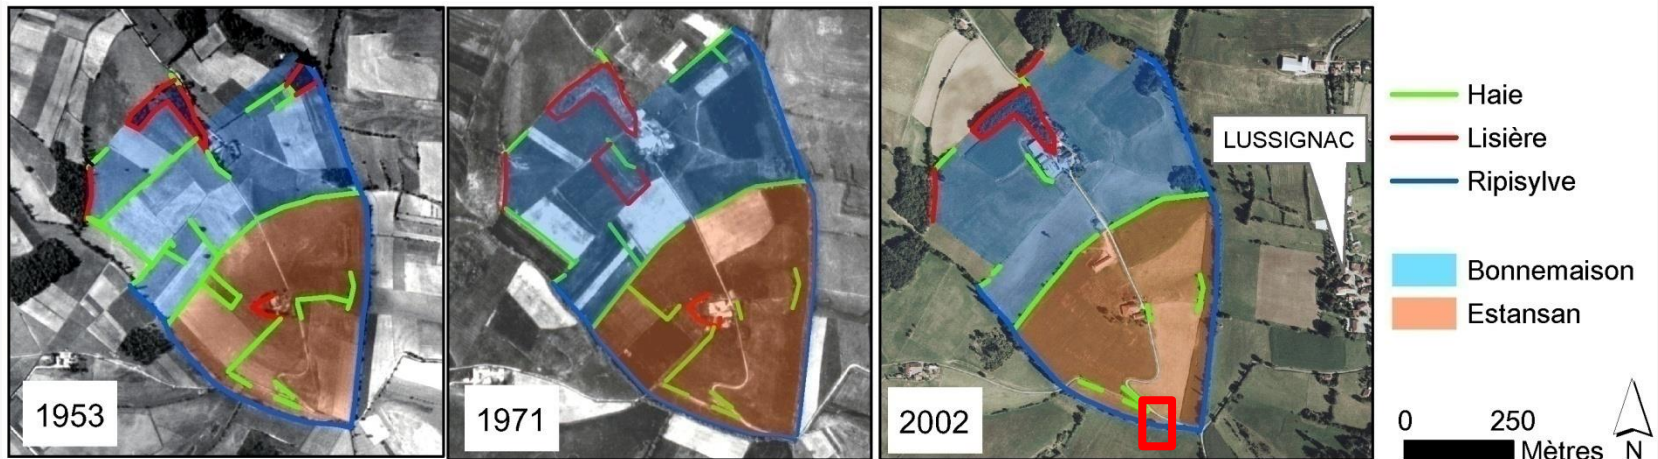 1953
1971
2002
LUSSIGNAC
Haie
Lisière
Ripisylve
Bonnemaison
Estansan
0 250
Mètres N